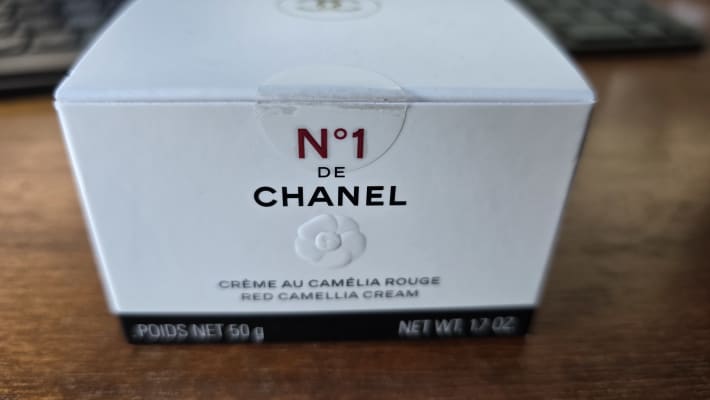 N°1
DE
CHANEL
CRÈME AU CAMÉLIA ROUGE
RED CAMELLIA CREAM
POIDS NET 50 g
NET WT. 1.7 OZ.